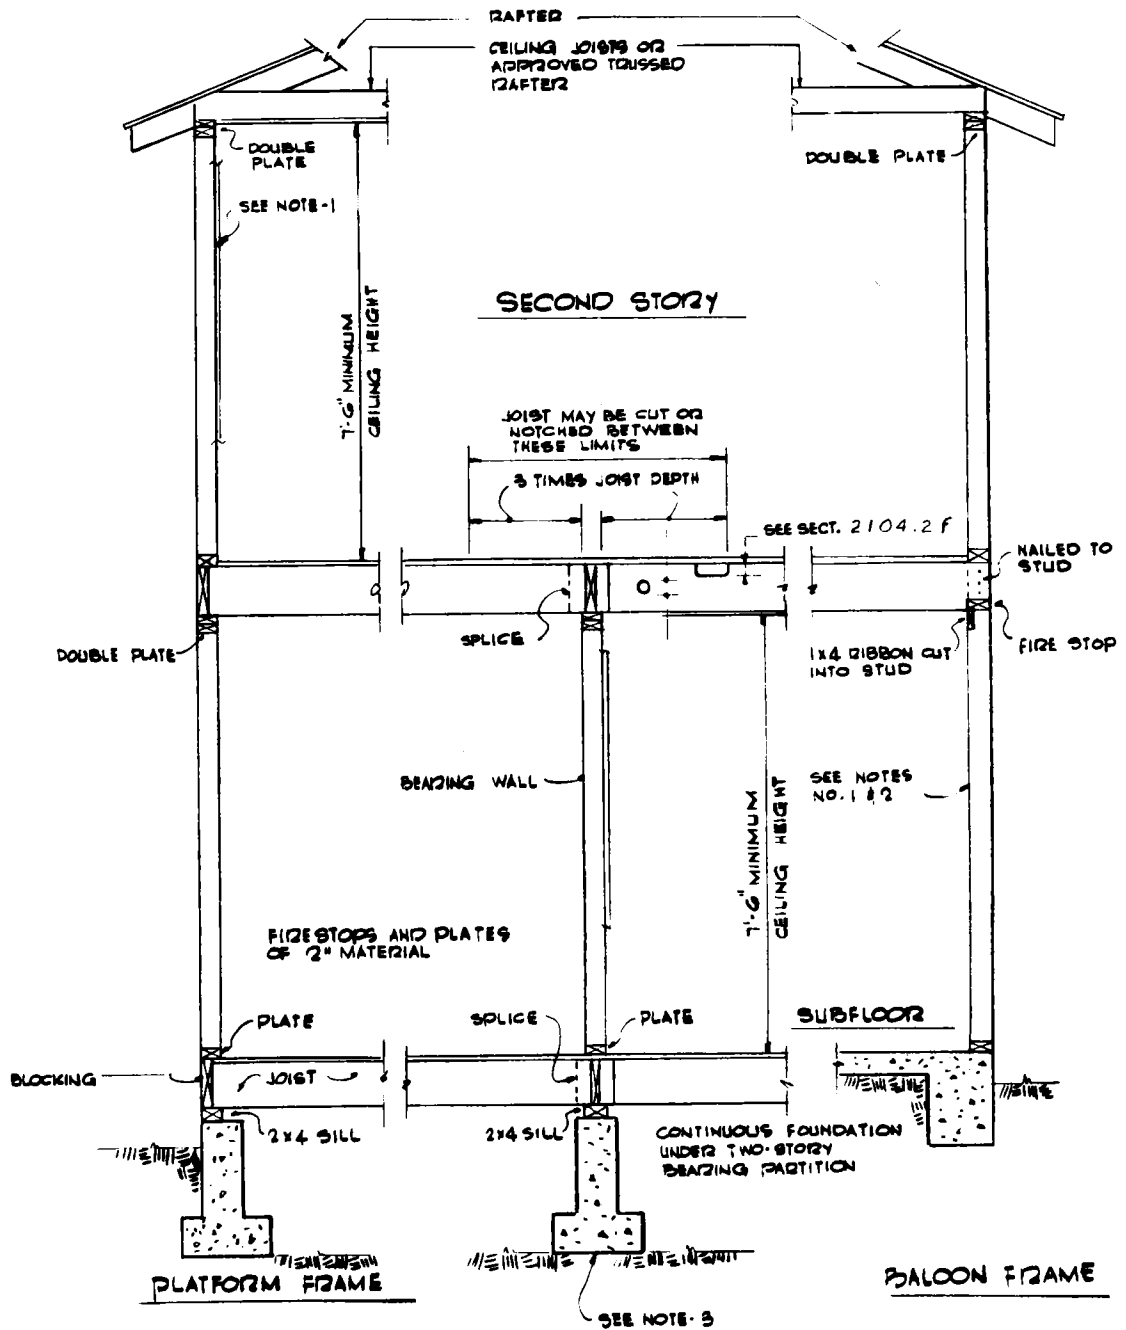 RAFTER
CEILING JOISTS OR
APPROVED TRUSSED
RAFTER
DOUBLE
PLATE
DOUBLE PLATE
SEE NOTE-1
SECOND STORY
7'-6" MINIMUM
CEILING HEIGHT
JOIST MAY BE CUT OR
NOTCHED BETWEEN
THESE LIMITS
3 TIMES JOIST DEPTH
SEE SECT. 2104.2 F
NAILED TO
STUD
SPLICE
DOUBLE PLATE
1x4 RIBBON CUT
INTO STUD
FIRE STOP
BEARING WALL
SEE NOTES
NO. 1 & 2
7'-6" MINIMUM
CEILING HEIGHT
FIRESTOPS AND PLATES
OF 2" MATERIAL
PLATE
SPLICE
PLATE
SUBFLOOR
BLOCKING
JOIST
2x4 SILL
2x4 SILL
CONTINUOUS FOUNDATION
UNDER TWO-STORY
BEARING PARTITION
PLATFORM FRAME
BALOON FRAME
SEE NOTE-3